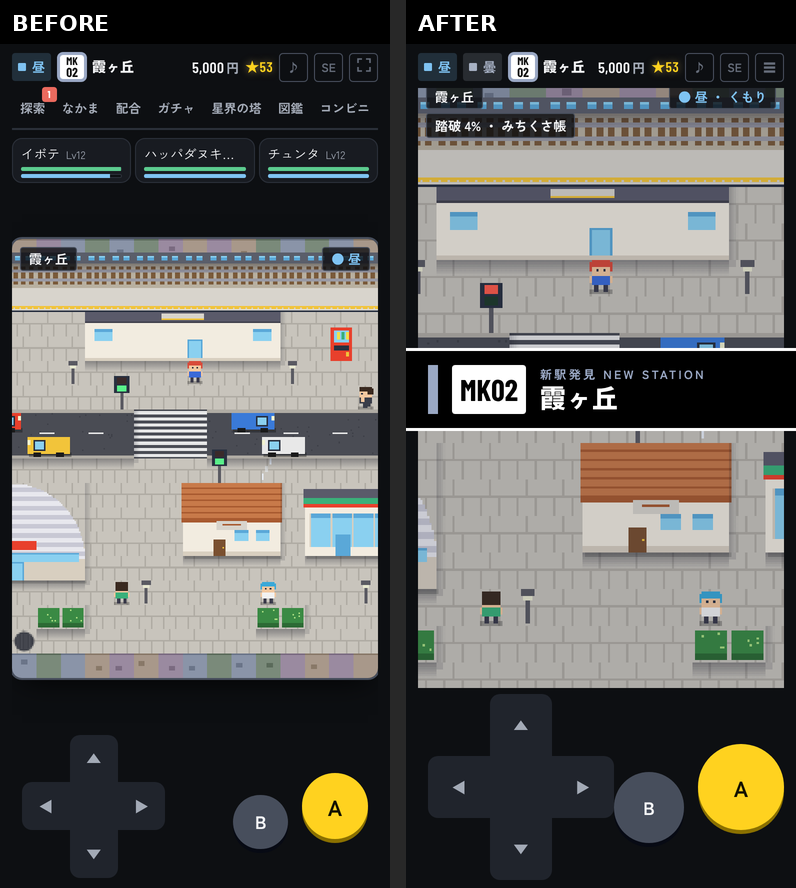 BEFORE
昼 MK 02 霞ヶ丘 5,000円 ★53 ♪ SE
1
探索 なかま 配合 ガチャ 星界の塔 図鑑 コンビニ
イポテ Lv12 ハッパダヌキ… チュンタ Lv12
霞ヶ丘 昼
B A
AFTER
昼 曇 MK 02 霞ヶ丘 5,000円 ★53 ♪ SE
霞ヶ丘 昼・くもり
踏破 4% ・ みちくさ帳
MK02 新駅発見 NEW STATION
霞ヶ丘
B A